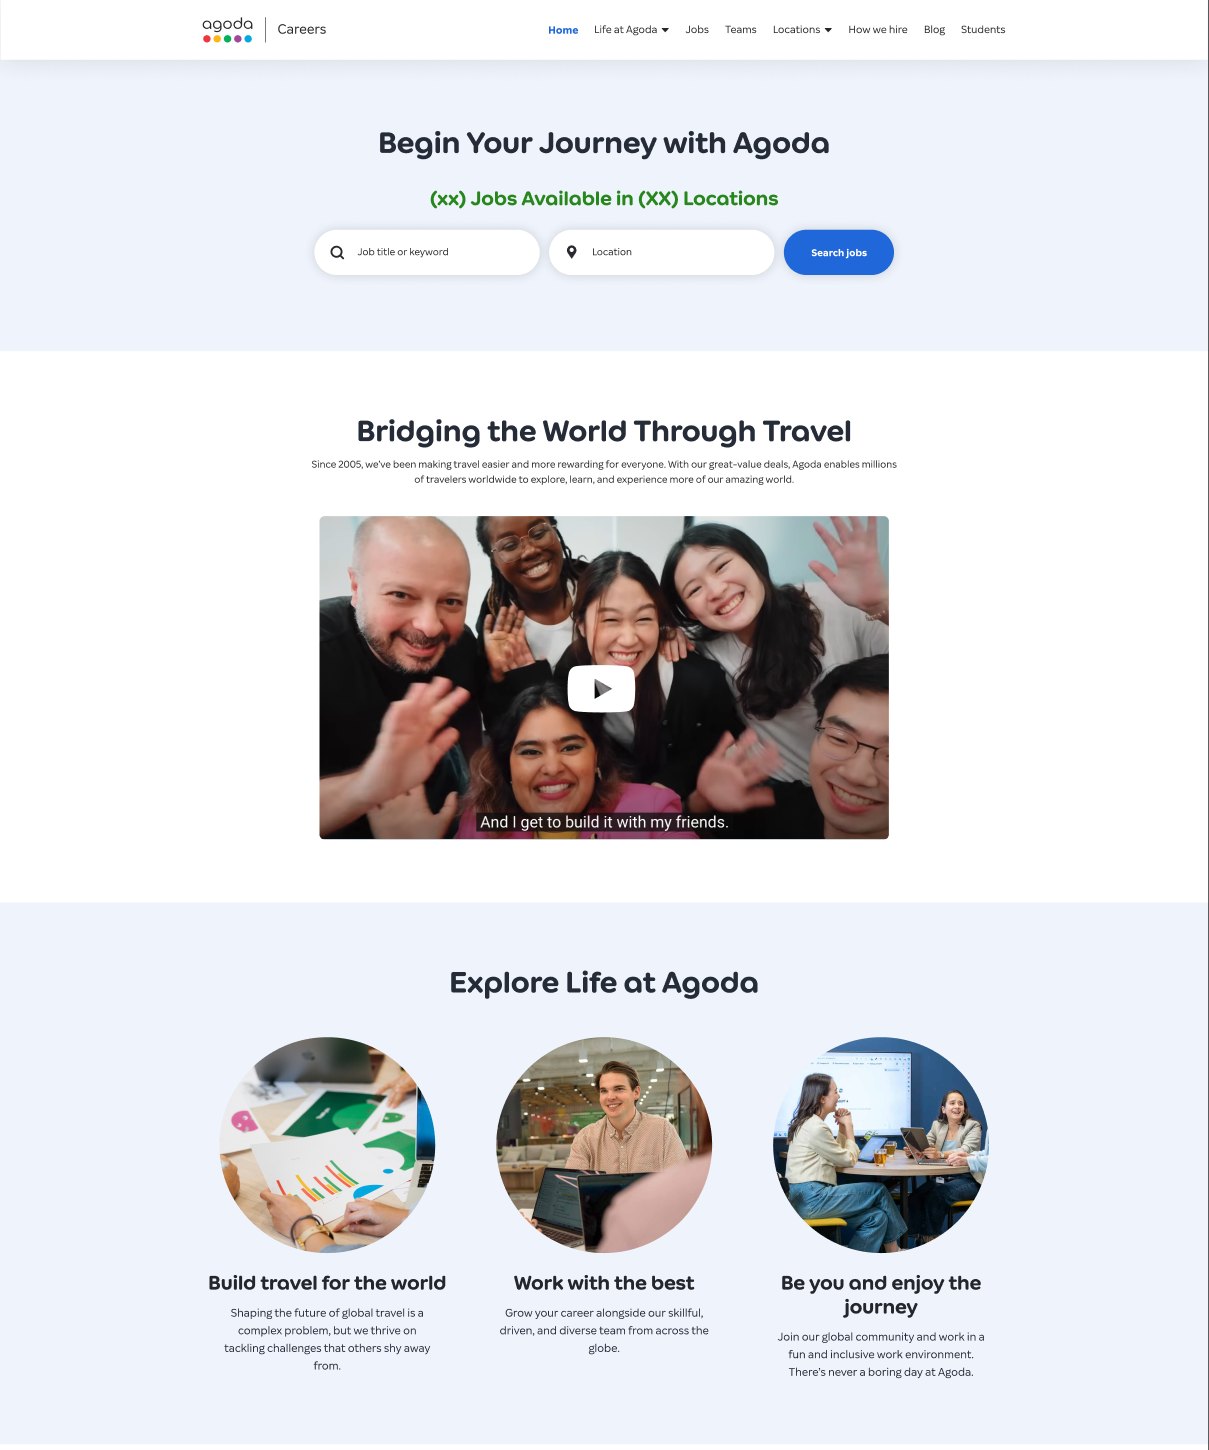 agoda
Careers
Home
Life at Agoda
Jobs
Teams
Locations
How we hire
Blog
Students
Begin Your Journey with Agoda
(xx) Jobs Available in (XX) Locations
Job title or keyword
Location
Search jobs
Bridging the World Through Travel
Since 2005, we've been making travel easier and more rewarding for everyone. With our great-value deals, Agoda enables millions
of travelers worldwide to explore, learn, and experience more of our amazing world.
And I get to build it with my friends.
Explore Life at Agoda
Build travel for the world
Shaping the future of global travel is a
complex problem, but we thrive on
tackling challenges that others shy away
from.
Work with the best
Grow your career alongside our skillful,
driven, and diverse team from across the
globe.
Be you and enjoy the
journey
Join our global community and work in a
fun and inclusive work environment.
There's never a boring day at Agoda.